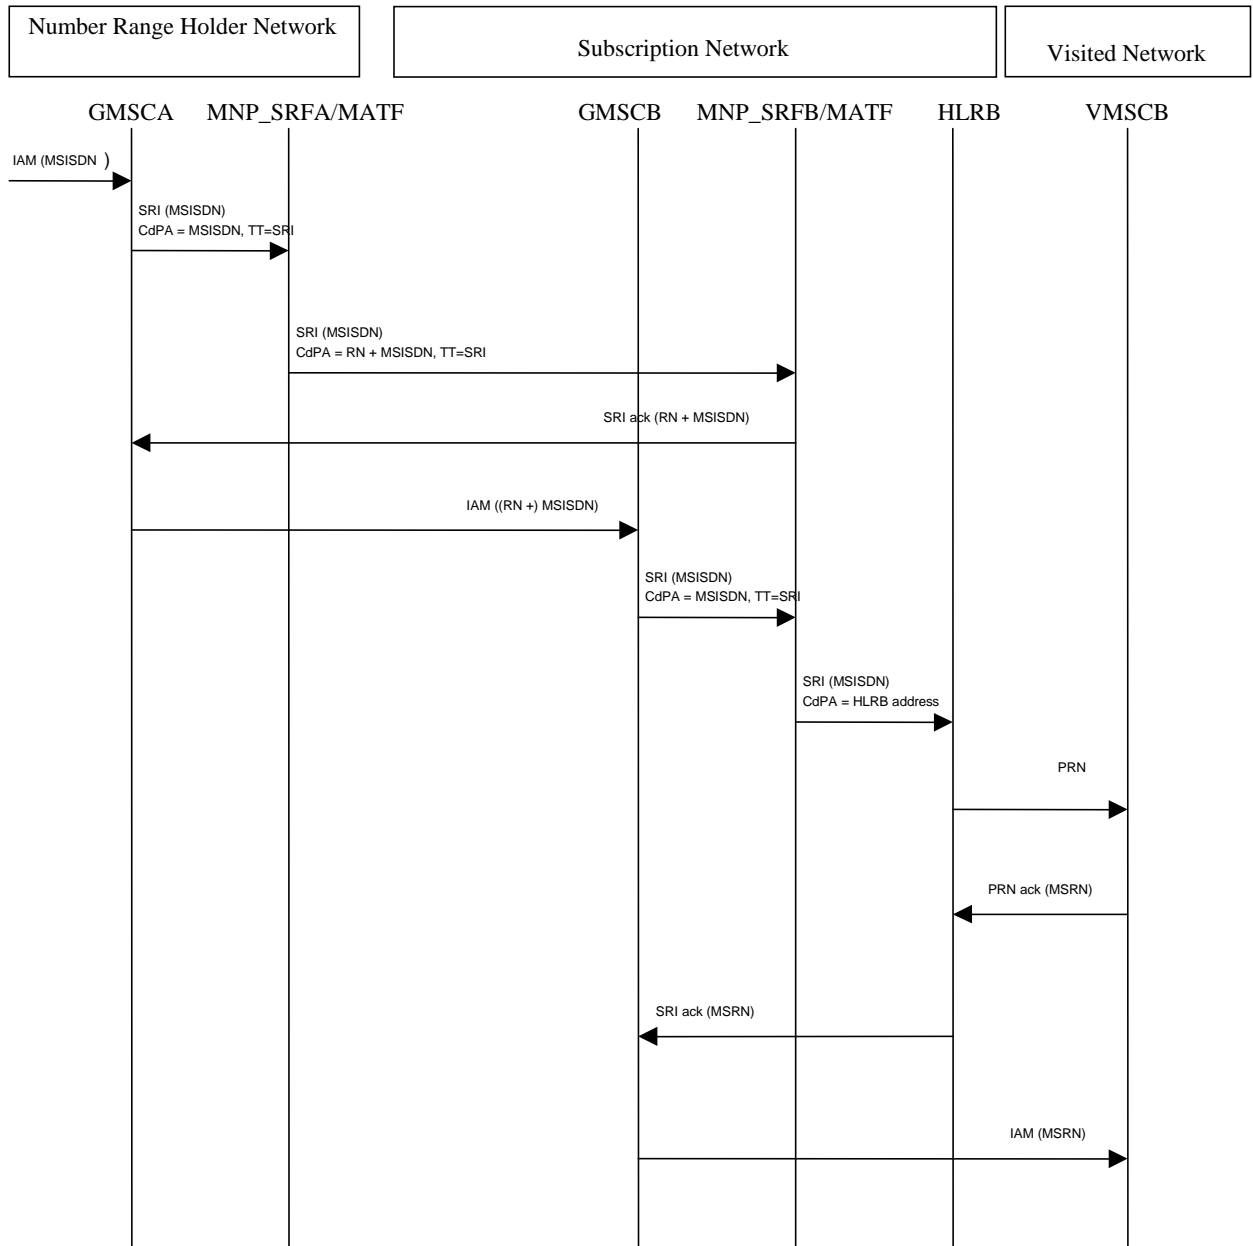 Number Range Holder Network
Subscription Network
Visited Network
GMSCA
MNP_SRFA/MATF
GMSCB
MNP_SRFB/MATF
HLRB
VMSCB
IAM (MSISDN )
SRI (MSISDN)
CdPA = MSISDN, TT=SRI
SRI (MSISDN)
CdPA = RN + MSISDN, TT=SRI
SRI ack (RN + MSISDN)
IAM ((RN +) MSISDN)
SRI (MSISDN)
CdPA = MSISDN, TT=SRI
SRI (MSISDN)
CdPA = HLRB address
PRN
PRN ack (MSRN)
SRI ack (MSRN)
IAM (MSRN)